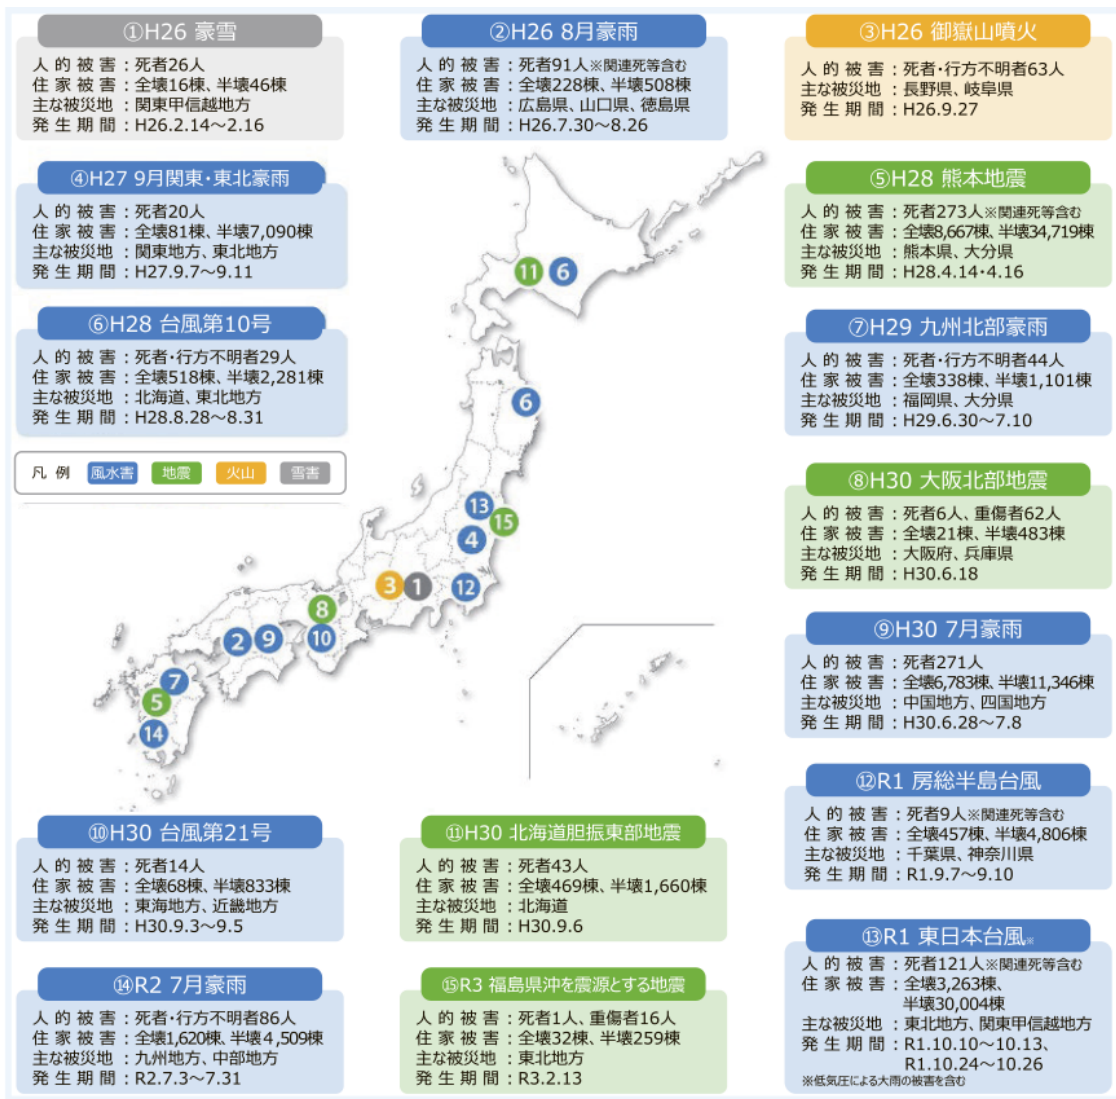 ①H26 豪雪
人的被害：死者26人
住家被害：全壊16棟、半壊46棟
主な被災地：関東甲信越地方
発生期間：H26.2.14～2.16
②H26 8月豪雨
人的被害：死者91人※関連死等含む
住家被害：全壊228棟、半壊508棟
主な被災地：広島県、山口県、徳島県
発生期間：H26.7.30～8.26
③H26 御嶽山噴火
人的被害：死者・行方不明者63人
主な被災地：長野県、岐阜県
発生期間：H26.9.27
④H27 9月関東・東北豪雨
人的被害：死者20人
住家被害：全壊81棟、半壊7,090棟
主な被災地：関東地方、東北地方
発生期間：H27.9.7～9.11
⑤H28 熊本地震
人的被害：死者273人※関連死等含む
住家被害：全壊8,667棟、半壊34,719棟
主な被災地：熊本県、大分県
発生期間：H28.4.14・4.16
⑥H28 台風第10号
人的被害：死者・行方不明者29人
住家被害：全壊518棟、半壊2,281棟
主な被災地：北海道、東北地方
発生期間：H28.8.28～8.31
⑦H29 九州北部豪雨
人的被害：死者・行方不明者44人
住家被害：全壊338棟、半壊1,101棟
主な被災地：福岡県、大分県
発生期間：H29.6.30～7.10
凡例 風水害 地震 火山 雪害
⑧H30 大阪北部地震
人的被害：死者6人、重傷者62人
住家被害：全壊21棟、半壊483棟
主な被災地：大阪府、兵庫県
発生期間：H30.6.18
⑨H30 7月豪雨
人的被害：死者271人
住家被害：全壊6,783棟、半壊11,346棟
主な被災地：中国地方、四国地方
発生期間：H30.6.28～7.8
11 6
6
13
15
4
3 1 12
8
2 9 10
7
5
14
⑩H30 台風第21号
人的被害：死者14人
住家被害：全壊68棟、半壊833棟
主な被災地：東海地方、近畿地方
発生期間：H30.9.3～9.5
⑪H30 北海道胆振東部地震
人的被害：死者43人
住家被害：全壊469棟、半壊1,660棟
主な被災地：北海道
発生期間：H30.9.6
⑫R1 房総半島台風
人的被害：死者9人※関連死等含む
住家被害：全壊457棟、半壊4,806棟
主な被災地：千葉県、神奈川県
発生期間：R1.9.7～9.10
⑬R1 東日本台風※
人的被害：死者121人※関連死等含む
住家被害：全壊3,263棟、
半壊30,004棟
主な被災地：東北地方、関東甲信越地方
発生期間：R1.10.10～10.13、
R1.10.24～10.26
※低気圧による大雨の被害を含む
⑭R2 7月豪雨
人的被害：死者・行方不明者86人
住家被害：全壊1,620棟、半壊4,509棟
主な被災地：九州地方、中部地方
発生期間：R2.7.3～7.31
⑮R3 福島県沖を震源とする地震
人的被害：死者1人、重傷者16人
住家被害：全壊32棟、半壊259棟
主な被災地：東北地方
発生期間：R3.2.13